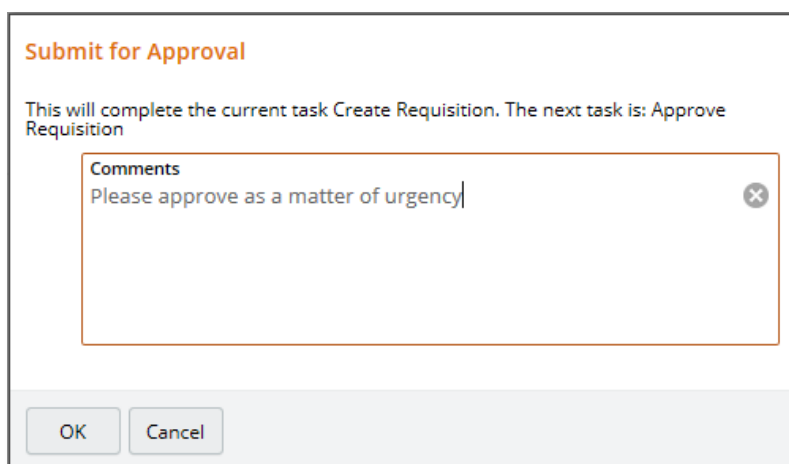 Submit for Approval
This will complete the current task Create Requisition. The next task is: Approve
Requisition
Comments
Please approve as a matter of urgency
OK
Cancel